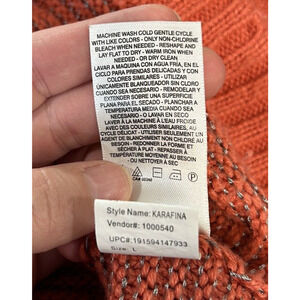 MACHINE WASH COLD GENTLE CYCLE
WITH LIKE COLORS - ONLY NON-CHLORINE
BLEACH WHEN NEEDED - RESHAPE AND
LAY FLAT TO DRY - WARM IRON WHEN
NEEDED - OR DRY CLEAN
LAVAR A MAQUINA CON AGUA FRIA, EN EL
CICLO PARA PRENDAS DELICADAS Y CON
COLORES SIMILARES - UTILIZAR
ÚNICAMENTE BLANQUEADOR SIN CLORO
CUANDO SEA NECESARIO - REMODELAR Y
EXTENDER SOBRE UNA SUPERFICIE
PLANA PARA EL SECADO - PLANCHAR A
TEMPERATURA MEDIA CUANDO SEA
NECESARIO - O LAVAR EN SECO
LAVER À LA MACHINE À L'EAU FROIDE
AVEC DES COULEURS SIMILAIRES, AU
CYCLE DÉLICAT - UTILISER SEULEMENT UN
AGENT DE BLANCHIMENT NON CHLORÉ AU
BESOIN - REDONNER LA FORME ET
SÉCHER À PLAT - REPASSER À
TEMPÉRATURE MOYENNE AU BESOIN
- OU NETTOYER À SEC
Style Name: KARAFINA
Vendor#: 1000540
UPC#:191594147933
Size: L